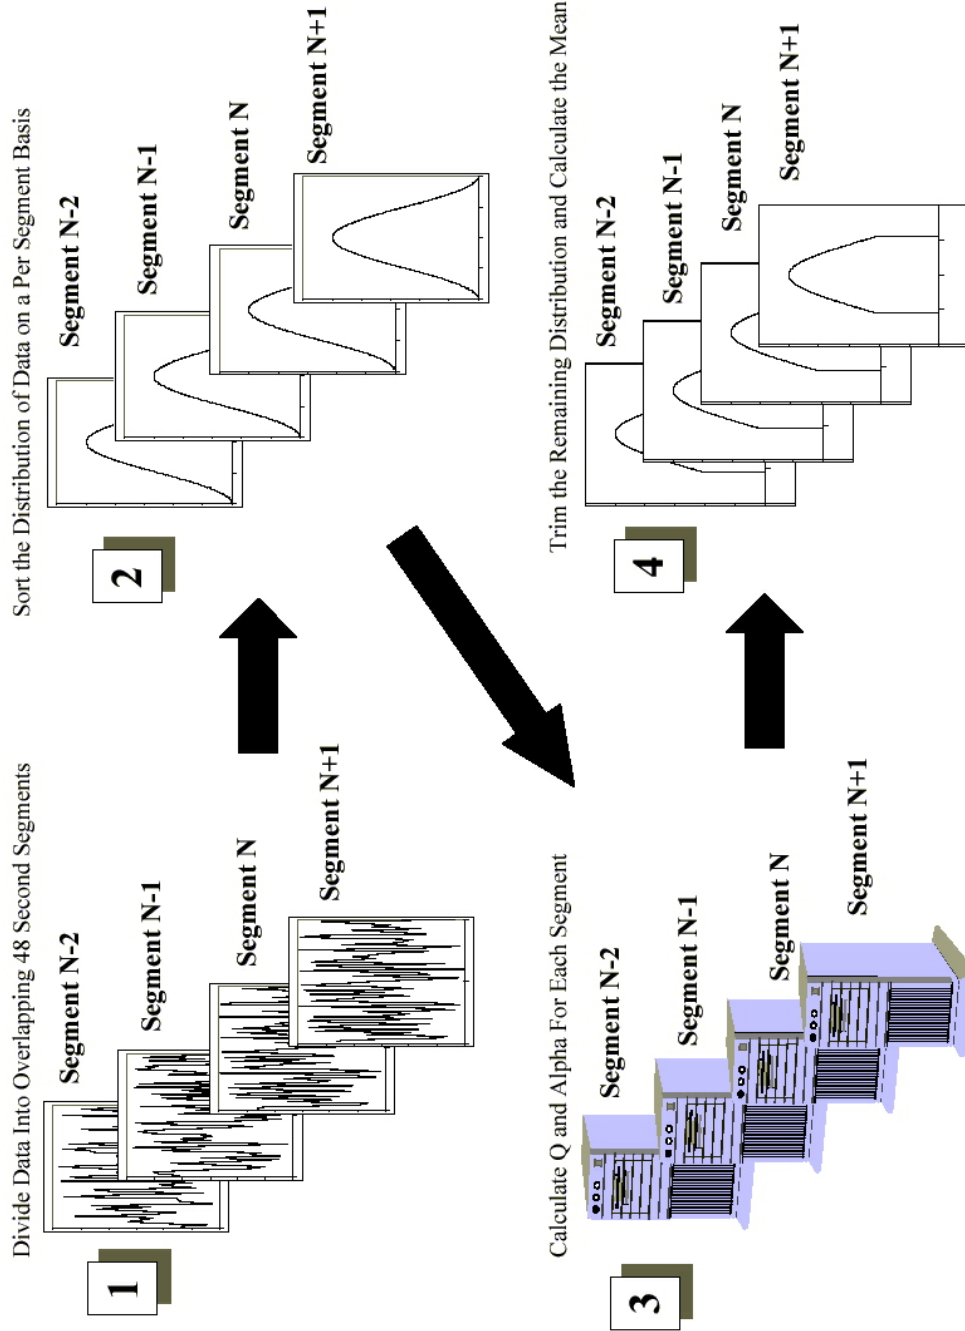 Divide Data Into Overlapping 48 Second Segments
1
Segment N-2
Segment N-1
Segment N
Segment N+1
Sort the Distribution of Data on a Per Segment Basis
2
Segment N-2
Segment N-1
Segment N
Segment N+1
Calculate Q and Alpha For Each Segment
3
Segment N-2
Segment N-1
Segment N
Segment N+1
Trim the Remaining Distribution and Calculate the Mean
4
Segment N-2
Segment N-1
Segment N
Segment N+1